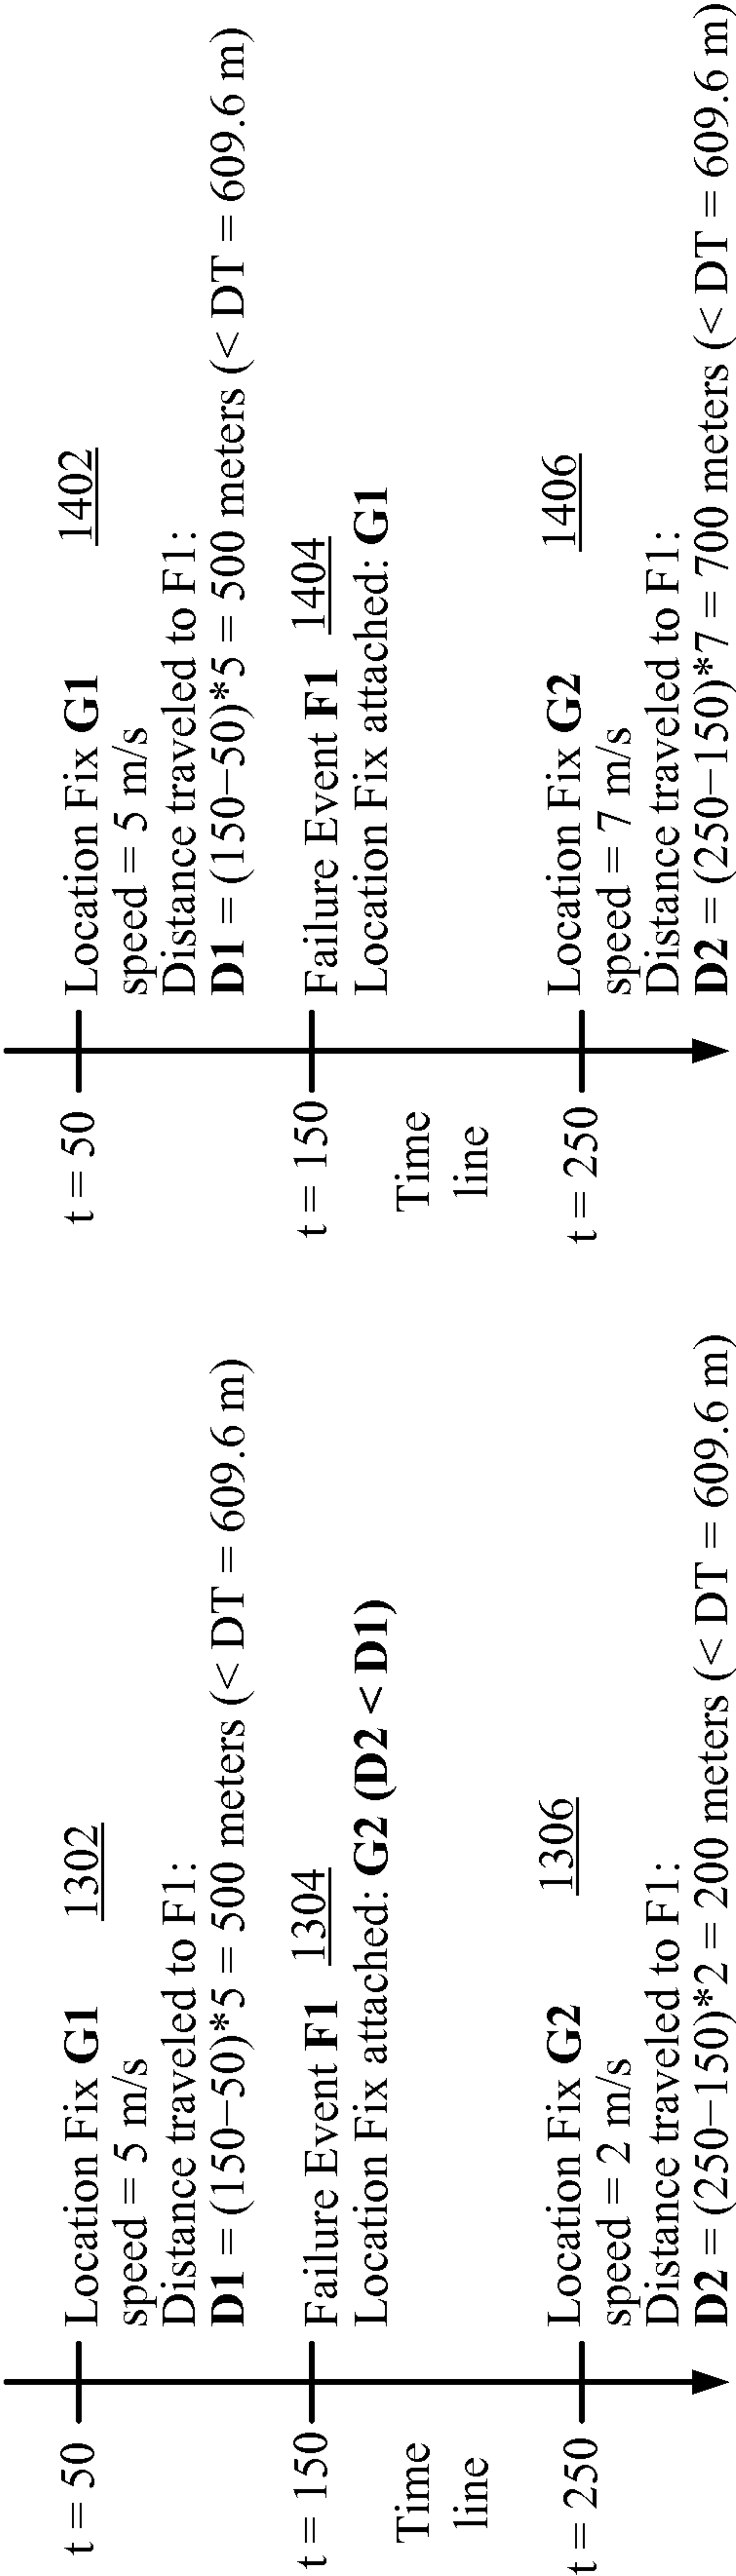 t = 50
Location Fix G1 1302
speed = 5 m/s
Distance traveled to F1:
D1 = (150−50)*5 = 500 meters (< DT = 609.6 m)
t = 150
Failure Event F1 1304
Location Fix attached: G2 (D2 < D1)
Time
line
t = 250
Location Fix G2 1306
speed = 2 m/s
Distance traveled to F1:
D2 = (250−150)*2 = 200 meters (< DT = 609.6 m)
t = 50
Location Fix G1 1402
speed = 5 m/s
Distance traveled to F1:
D1 = (150−50)*5 = 500 meters (< DT = 609.6 m)
t = 150
Failure Event F1 1404
Location Fix attached: G1
Time
line
t = 250
Location Fix G2 1406
speed = 7 m/s
Distance traveled to F1:
D2 = (250−150)*7 = 700 meters (< DT = 609.6 m)